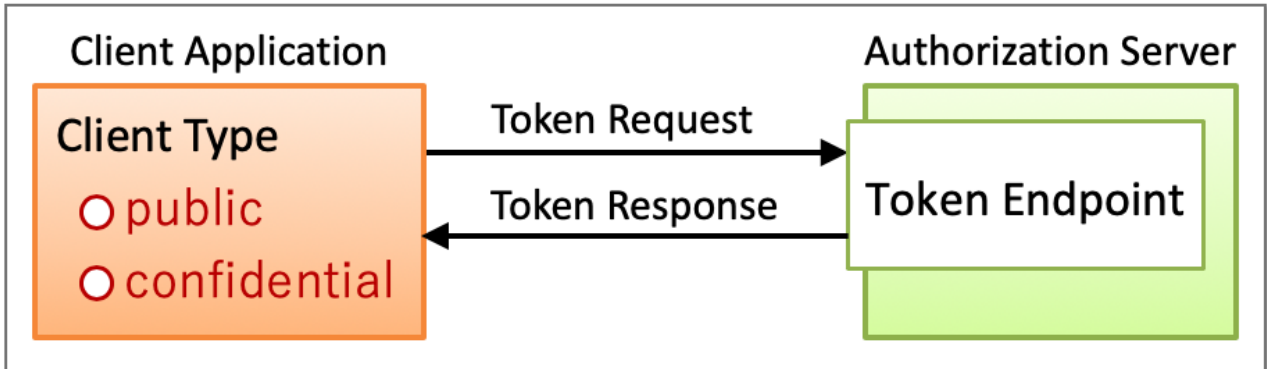 Client Application
Authorization Server
Client Type
public
confidential
Token Request
Token Response
Token Endpoint